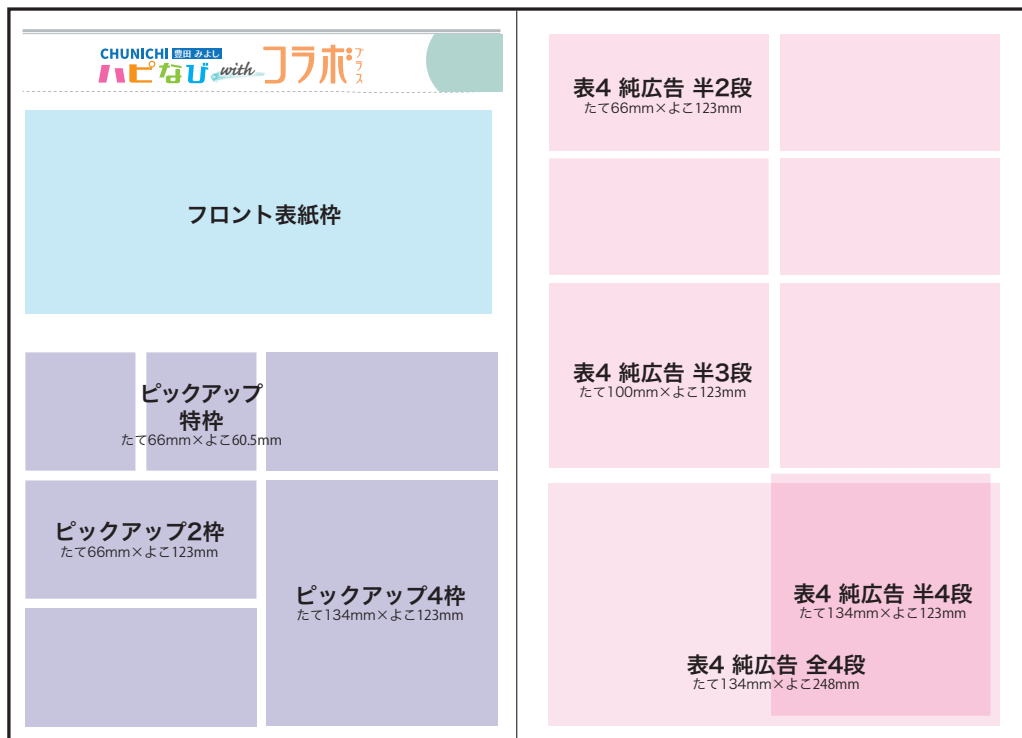 CHUNICHI 豊田 みよし
ハピなび with コラボプラス
フロント表紙枠
ピックアップ
特枠
たて66mm×よこ60.5mm
ピックアップ2枠
たて66mm×よこ123mm
ピックアップ4枠
たて134mm×よこ123mm
表4 純広告 半2段
たて66mm×よこ123mm
表4 純広告 半3段
たて100mm×よこ123mm
表4 純広告 半4段
たて134mm×よこ123mm
表4 純広告 全4段
たて134mm×よこ248mm